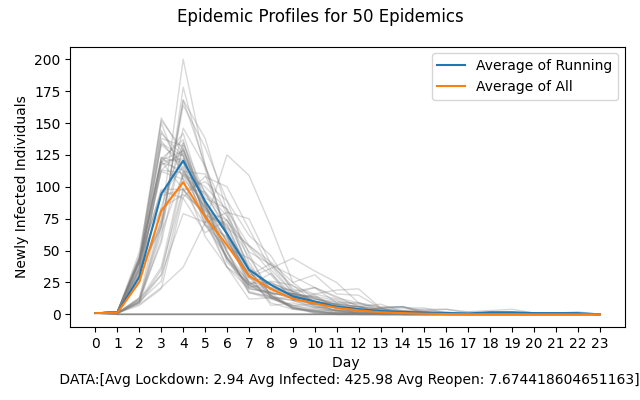 Epidemic Profiles for 50 Epidemics
Average of Running
Average of All
Newly Infected Individuals
200
175
150
125
100
75
50
25
0
0 1 2 3 4 5 6 7 8 9 10 11 12 13 14 15 16 17 18 19 20 21 22 23
Day
DATA:[Avg Lockdown: 2.94 Avg Infected: 425.98 Avg Reopen: 7.674418604651163]